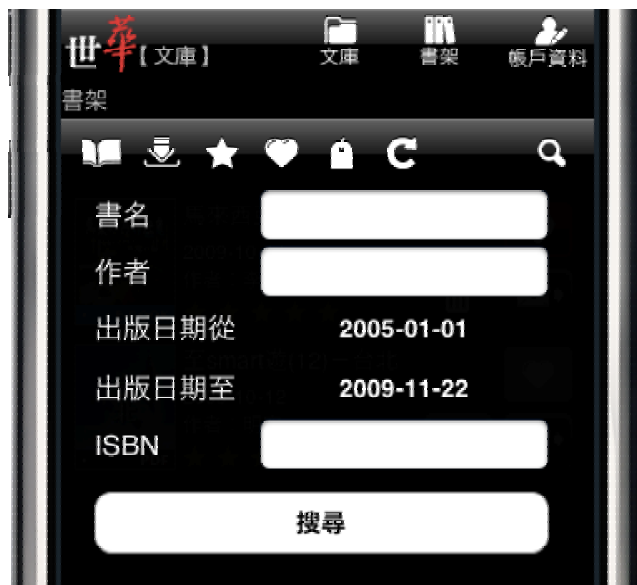 世華【文庫】
文庫
書架
帳戶資料
書架
書名
作者
出版日期從
2005-01-01
出版日期至
2009-11-22
ISBN
搜尋